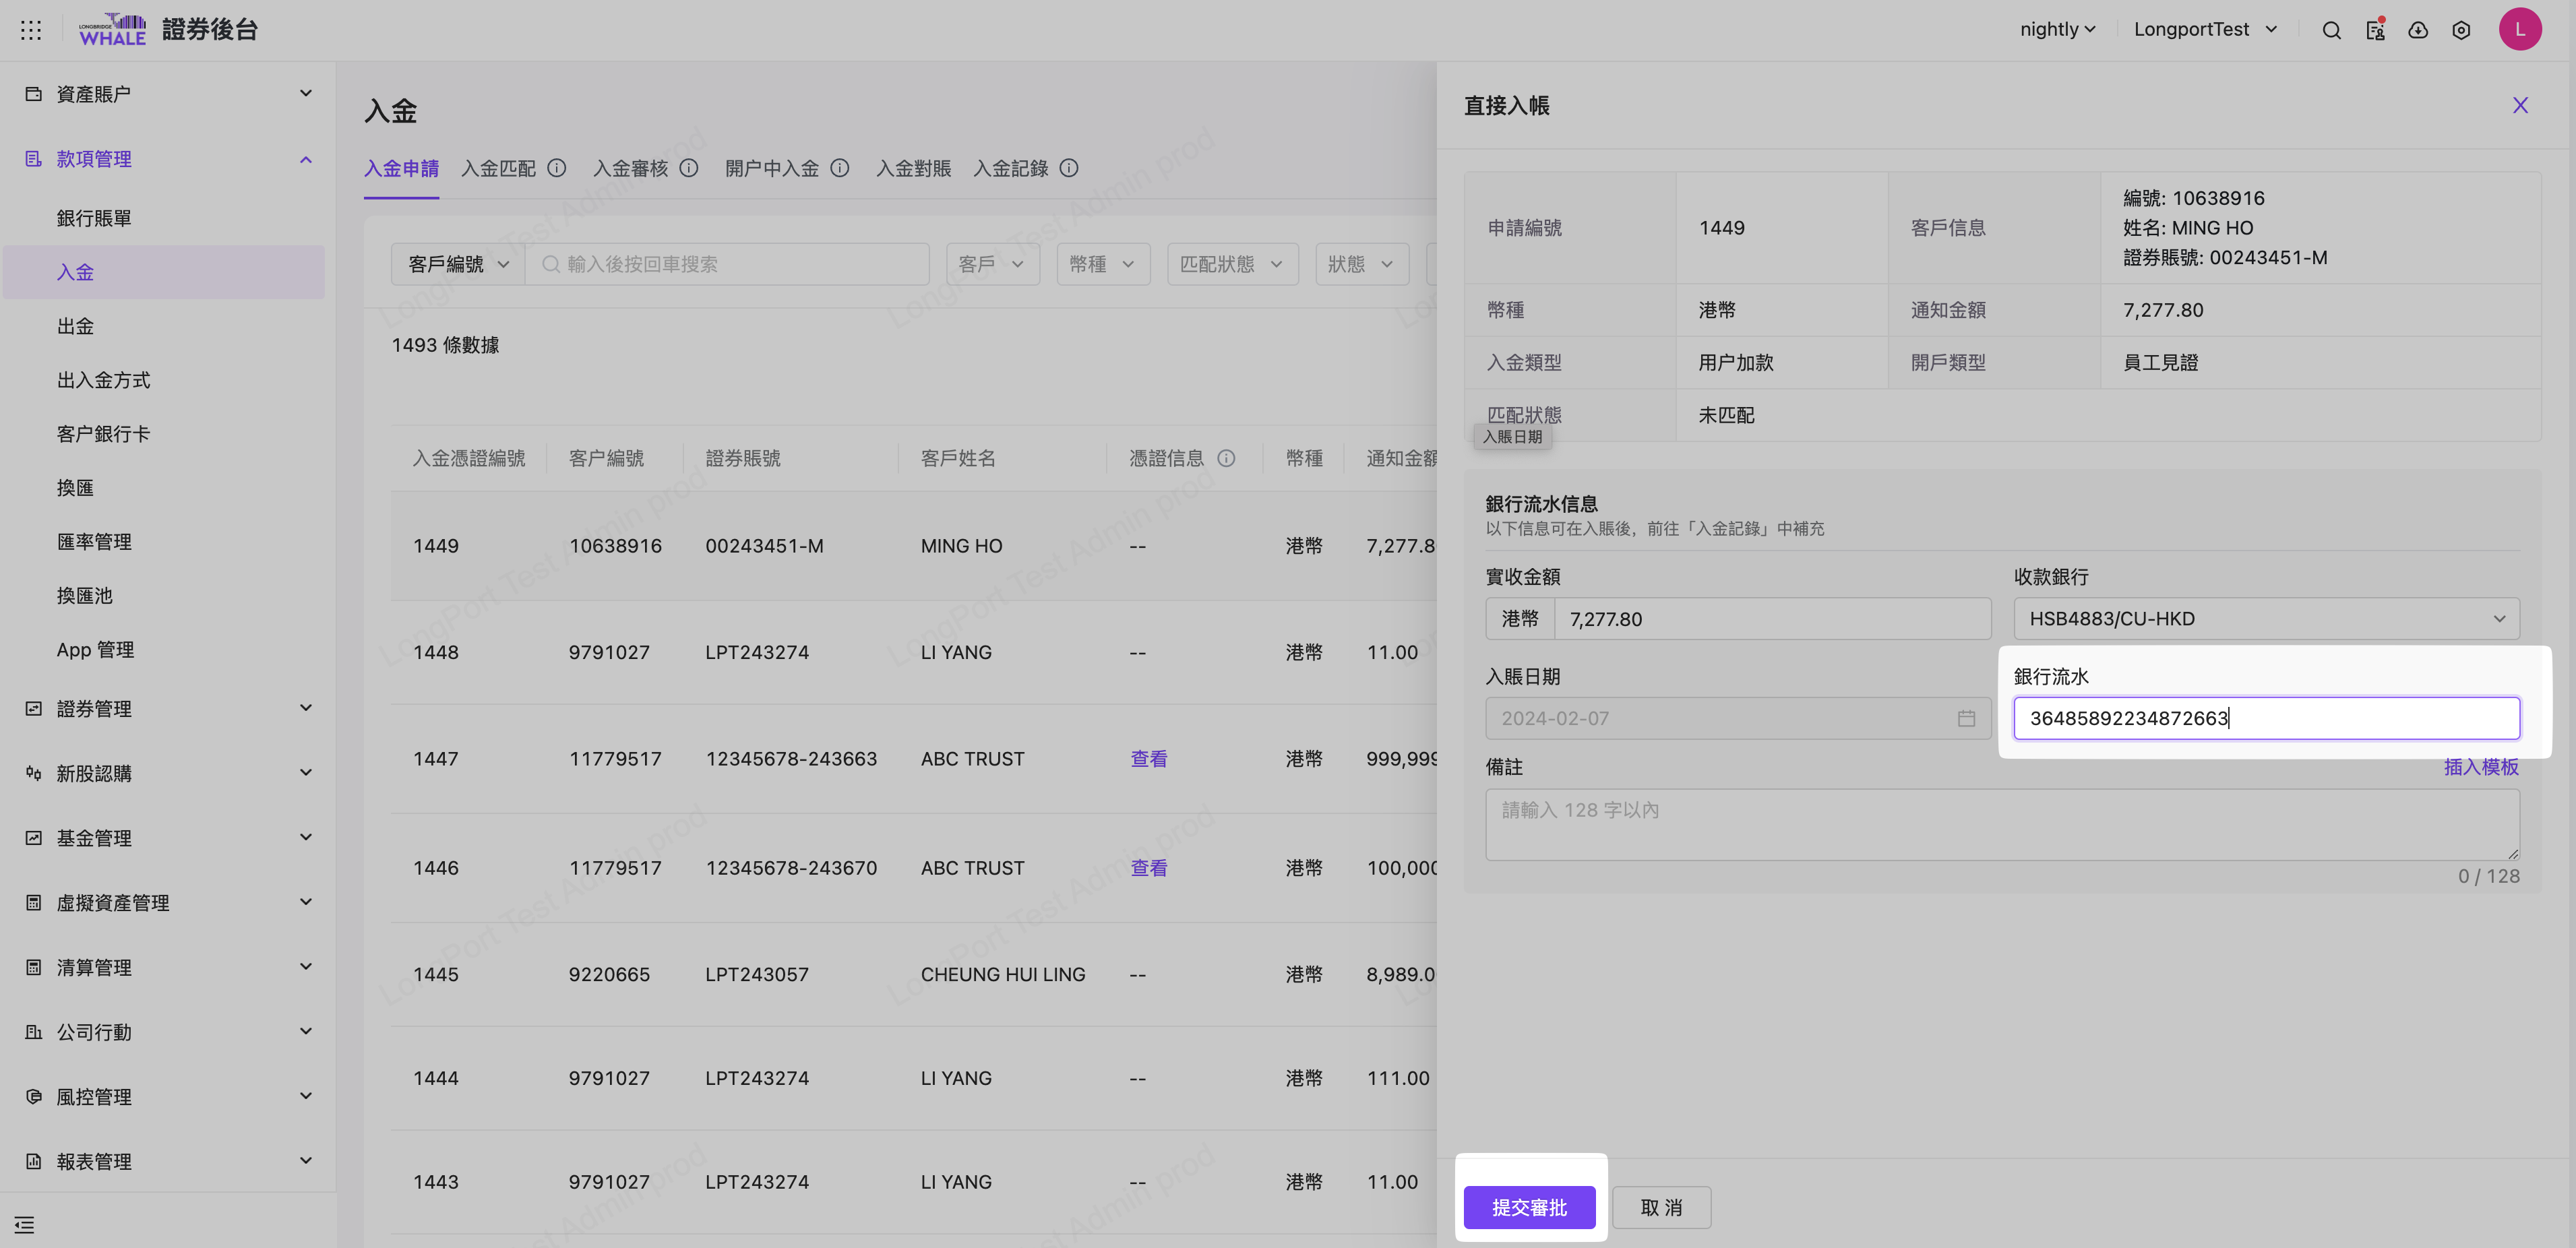 LONGBRIDGE
WHALE
證券後台
nightly
LongportTest
L
資產賬户
款項管理
銀行賬單
入金
出金
出入金方式
客户銀行卡
換匯
匯率管理
換匯池
App 管理
證券管理
新股認購
基金管理
虛擬資產管理
清算管理
公司行動
風控管理
報表管理
入金
入金申請 入金匹配 入金審核 開户中入金 入金對賬 入金記錄
客戶編號 輸入後按回車搜索 客戶 幣種 匹配狀態 狀態
1493 條數據
入金憑證編號 客户編號 證券賬號 客戶姓名 憑證信息 幣種 通知金額
1449 10638916 00243451-M MING HO -- 港幣 7,277.8
1448 9791027 LPT243274 LI YANG -- 港幣 11.00
1447 11779517 12345678-243663 ABC TRUST 查看 港幣 999,999
1446 11779517 12345678-243670 ABC TRUST 查看 港幣 100,000
1445 9220665 LPT243057 CHEUNG HUI LING -- 港幣 8,989.0
1444 9791027 LPT243274 LI YANG -- 港幣 111.00
1443 9791027 LPT243274 LI YANG -- 港幣 11.00
LongPort Test Admin prod
直接入帳
申請編號 1449 客戶信息
編號: 10638916
姓名: MING HO
證券賬號: 00243451-M
幣種 港幣 通知金額 7,277.80
入金類型 用户加款 開戶類型 員工見證
匹配狀態 未匹配
入賬日期
銀行流水信息
以下信息可在入賬後，前往「入金記錄」中補充
實收金額 收款銀行
港幣 7,277.80 HSB4883/CU-HKD
入賬日期 銀行流水
2024-02-07 36485892234872663
備註 插入模板
請輸入 128 字以內
0 / 128
提交審批 取 消